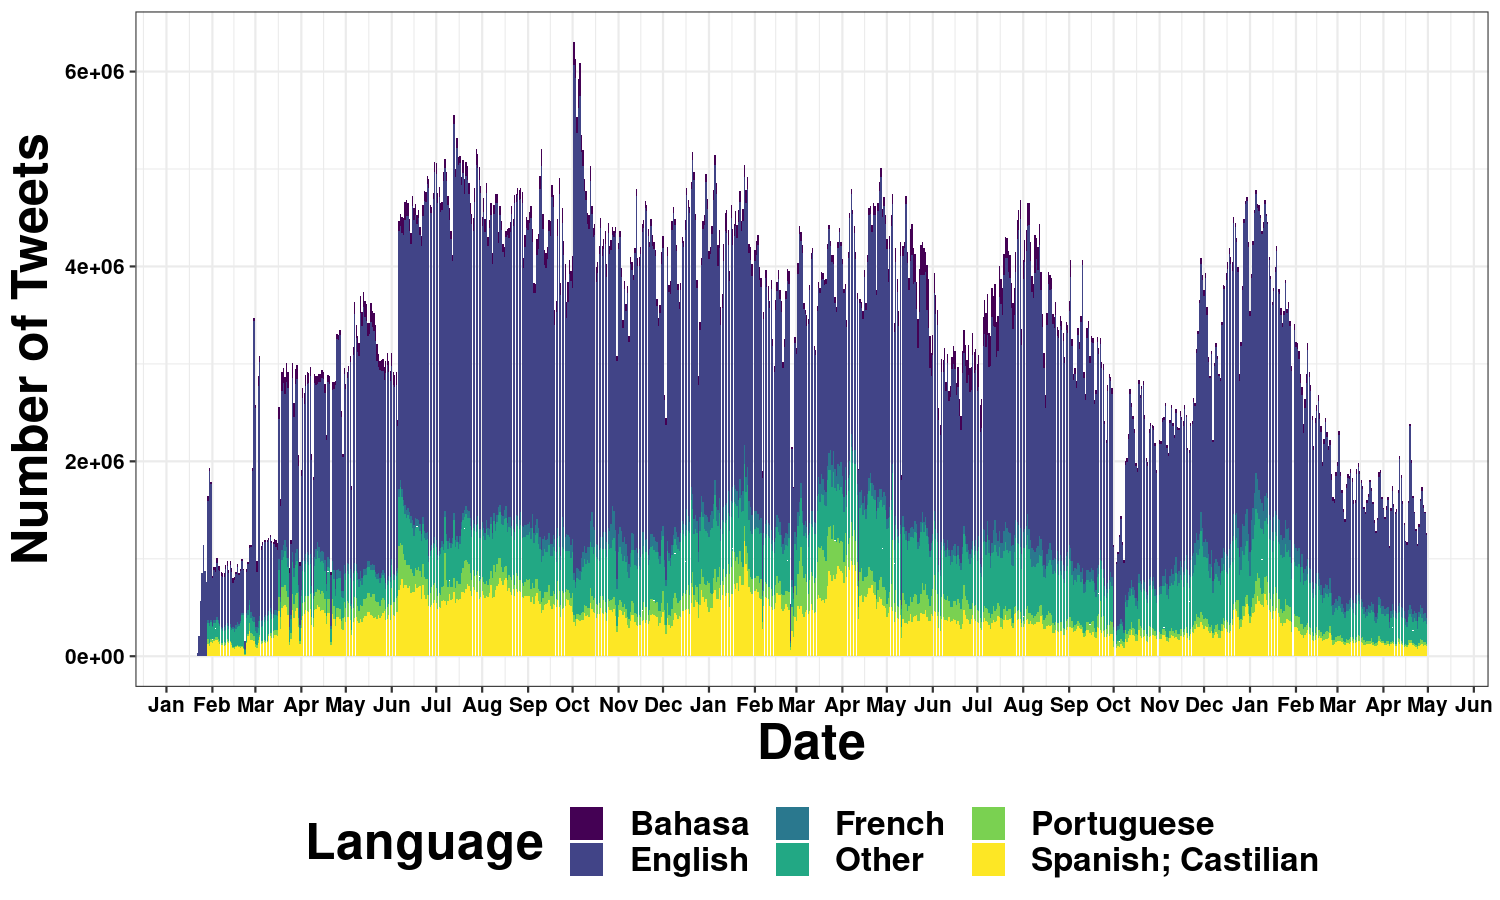 Number of Tweets
6e+06
4e+06
2e+06
0e+00
Jan Feb Mar Apr May Jun Jul Aug Sep Oct Nov Dec Jan Feb Mar Apr May Jun Jul Aug Sep Oct Nov Dec Jan Feb Mar Apr May Jun
Date
Language
Bahasa French Portuguese
English Other Spanish; Castilian